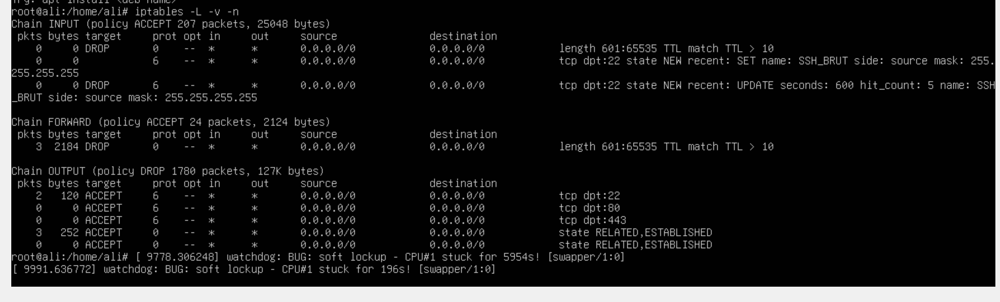 Try: apt install <deb name>
root@ali:/home/ali# iptables -L -v -n
Chain INPUT (policy ACCEPT 207 packets, 25048 bytes)
 pkts bytes target     prot opt in     out     source               destination
    0     0 DROP       0    --  *      *       0.0.0.0/0            0.0.0.0/0            length 601:65535 TTL match TTL > 10
    0     0            6    --  *      *       0.0.0.0/0            0.0.0.0/0            tcp dpt:22 state NEW recent: SET name: SSH_BRUT side: source mask: 255.
255.255.255
    0     0 DROP       6    --  *      *       0.0.0.0/0            0.0.0.0/0            tcp dpt:22 state NEW recent: UPDATE seconds: 600 hit_count: 5 name: SSH
_BRUT side: source mask: 255.255.255.255

Chain FORWARD (policy ACCEPT 24 packets, 2124 bytes)
 pkts bytes target     prot opt in     out     source               destination
    3  2184 DROP       0    --  *      *       0.0.0.0/0            0.0.0.0/0            length 601:65535 TTL match TTL > 10

Chain OUTPUT (policy DROP 1780 packets, 127K bytes)
 pkts bytes target     prot opt in     out     source               destination
    2   120 ACCEPT     6    --  *      *       0.0.0.0/0            0.0.0.0/0            tcp dpt:22
    0     0 ACCEPT     6    --  *      *       0.0.0.0/0            0.0.0.0/0            tcp dpt:80
    0     0 ACCEPT     6    --  *      *       0.0.0.0/0            0.0.0.0/0            tcp dpt:443
    3   252 ACCEPT     0    --  *      *       0.0.0.0/0            0.0.0.0/0            state RELATED,ESTABLISHED
    0     0 ACCEPT     0    --  *      *       0.0.0.0/0            0.0.0.0/0            state RELATED,ESTABLISHED
root@ali:/home/ali# [ 9778.306248] watchdog: BUG: soft lockup - CPU#1 stuck for 5954s! [swapper/1:0]
[ 9991.636772] watchdog: BUG: soft lockup - CPU#1 stuck for 196s! [swapper/1:0]